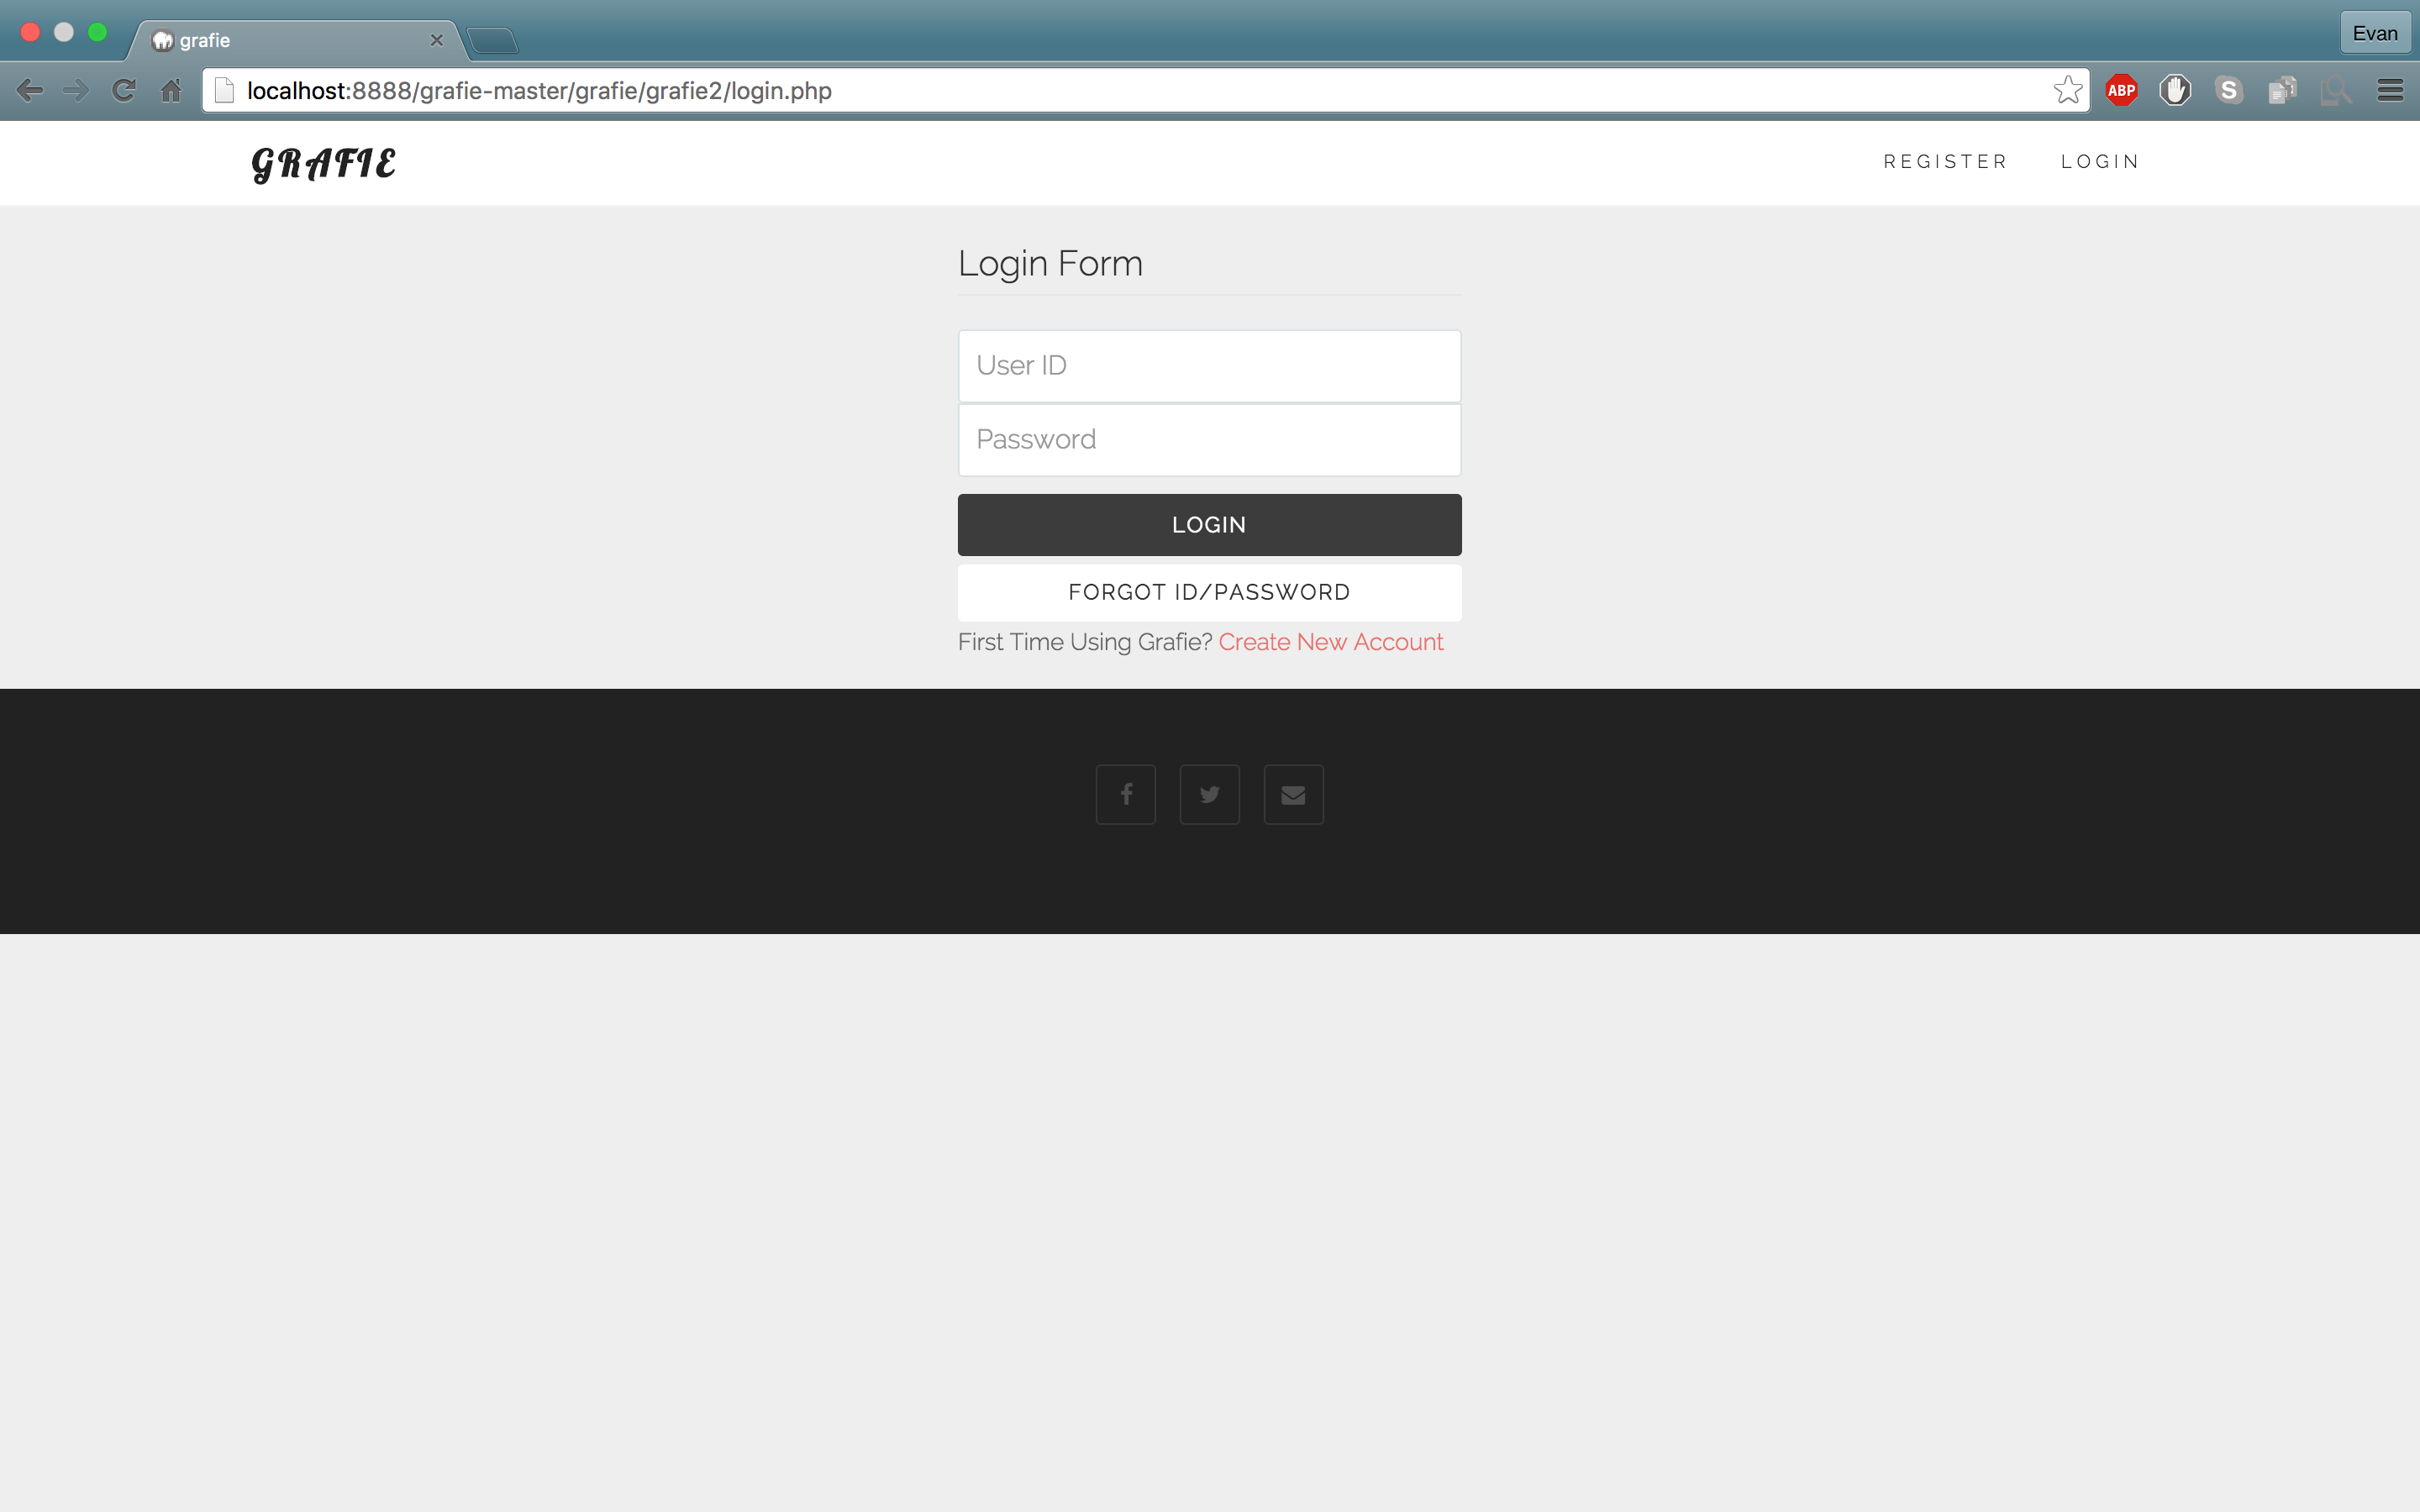 grafie
Evan
localhost:8888/grafie-master/grafie/grafie2/login.php
ABP
S
GRAFIE
REGISTER
LOGIN
Login Form
User ID
Password
LOGIN
FORGOT ID/PASSWORD
First Time Using Grafie? Create New Account